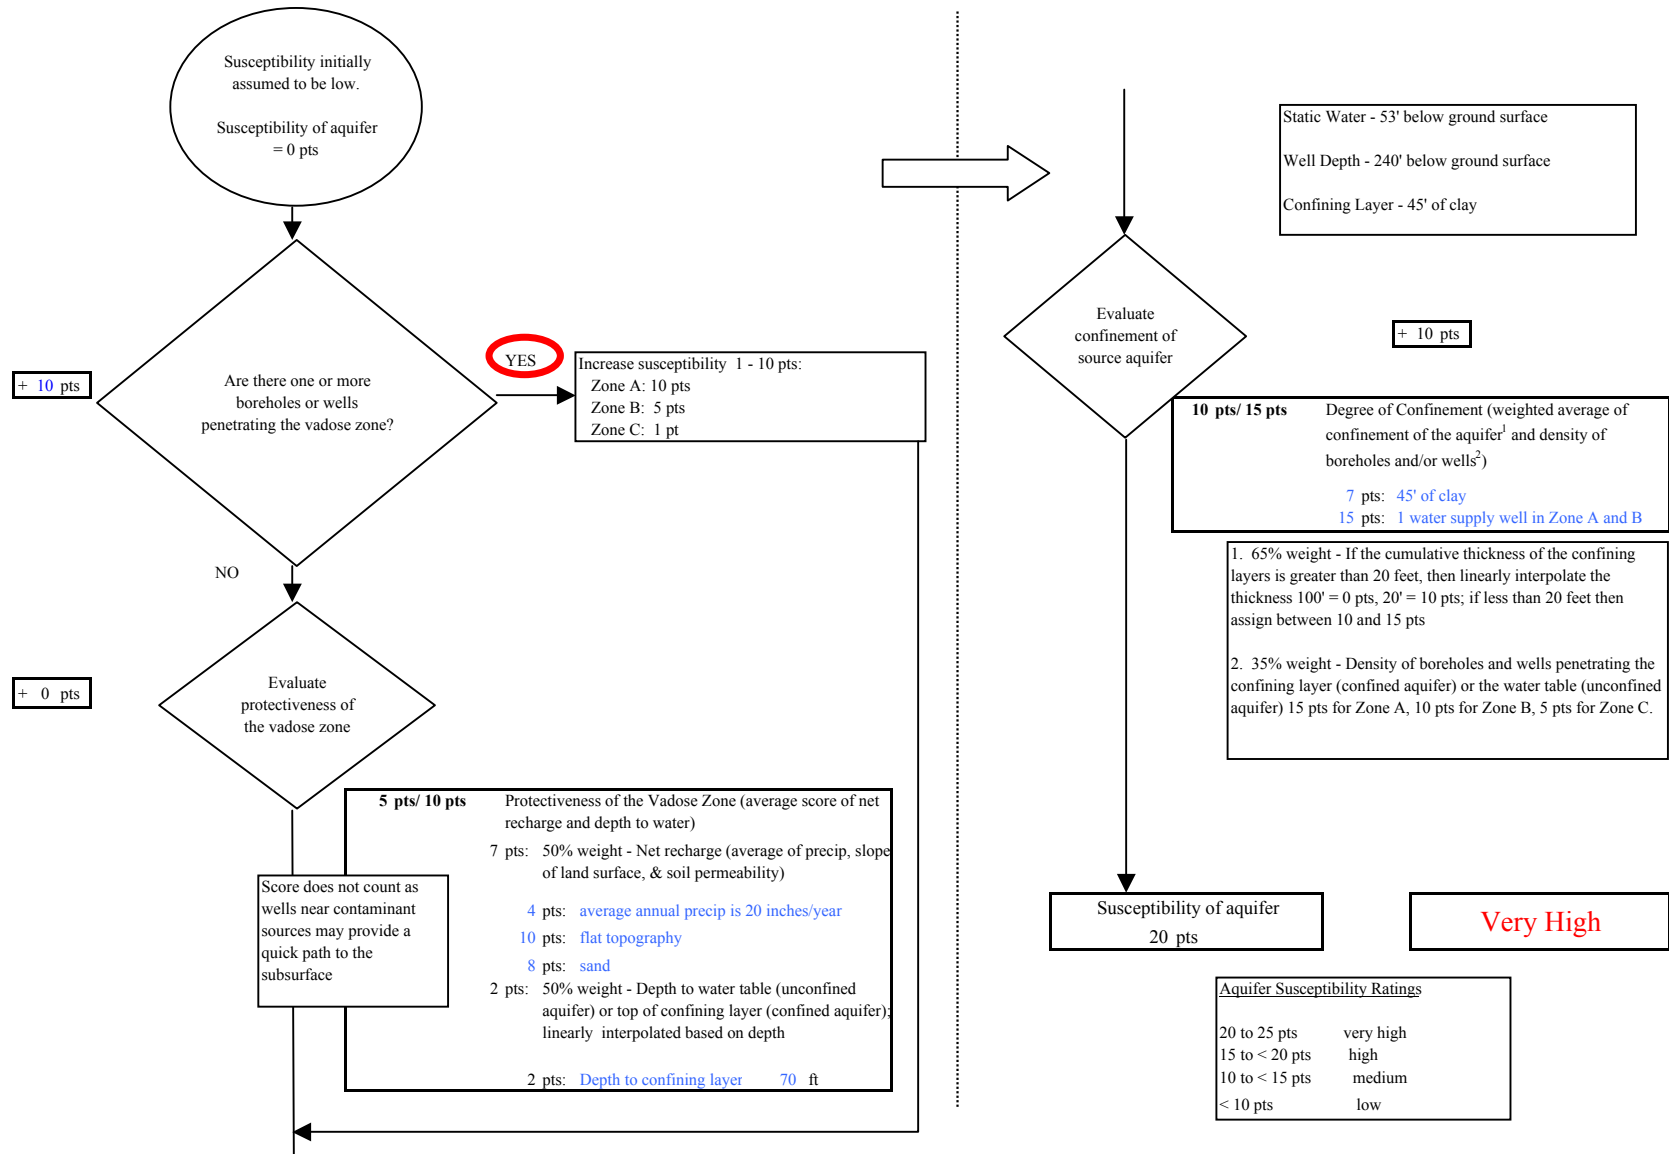 Susceptibility initially
assumed to be low.
Susceptibility of aquifer
= 0 pts
Are there one or more
boreholes or wells
penetrating the vadose zone?
+ 10 pts
YES
Increase susceptibility 1 - 10 pts:
Zone A: 10 pts
Zone B: 5 pts
Zone C: 1 pt
NO
Evaluate
protectiveness of
the vadose zone
+ 0 pts
5 pts/ 10 pts Protectiveness of the Vadose Zone (average score of net
recharge and depth to water)
7 pts: 50% weight - Net recharge (average of precip, slope
of land surface, & soil permeability)
4 pts: average annual precip is 20 inches/year
10 pts: flat topography
8 pts: sand
2 pts: 50% weight - Depth to water table (unconfined
aquifer) or top of confining layer (confined aquifer);
linearly interpolated based on depth
2 pts: Depth to confining layer 70 ft
Score does not count as
wells near contaminant
sources may provide a
quick path to the
subsurface
Static Water - 53' below ground surface
Well Depth - 240' below ground surface
Confining Layer - 45' of clay
Evaluate
confinement of
source aquifer
+ 10 pts
10 pts/ 15 pts Degree of Confinement (weighted average of
confinement of the aquifer1 and density of
boreholes and/or wells2)
7 pts: 45' of clay
15 pts: 1 water supply well in Zone A and B
1. 65% weight - If the cumulative thickness of the confining
layers is greater than 20 feet, then linearly interpolate the
thickness 100' = 0 pts, 20' = 10 pts; if less than 20 feet then
assign between 10 and 15 pts
2. 35% weight - Density of boreholes and wells penetrating the
confining layer (confined aquifer) or the water table (unconfined
aquifer) 15 pts for Zone A, 10 pts for Zone B, 5 pts for Zone C.
Susceptibility of aquifer
20 pts
Very High
Aquifer Susceptibility Ratings
20 to 25 pts very high
15 to < 20 pts high
10 to < 15 pts medium
< 10 pts low